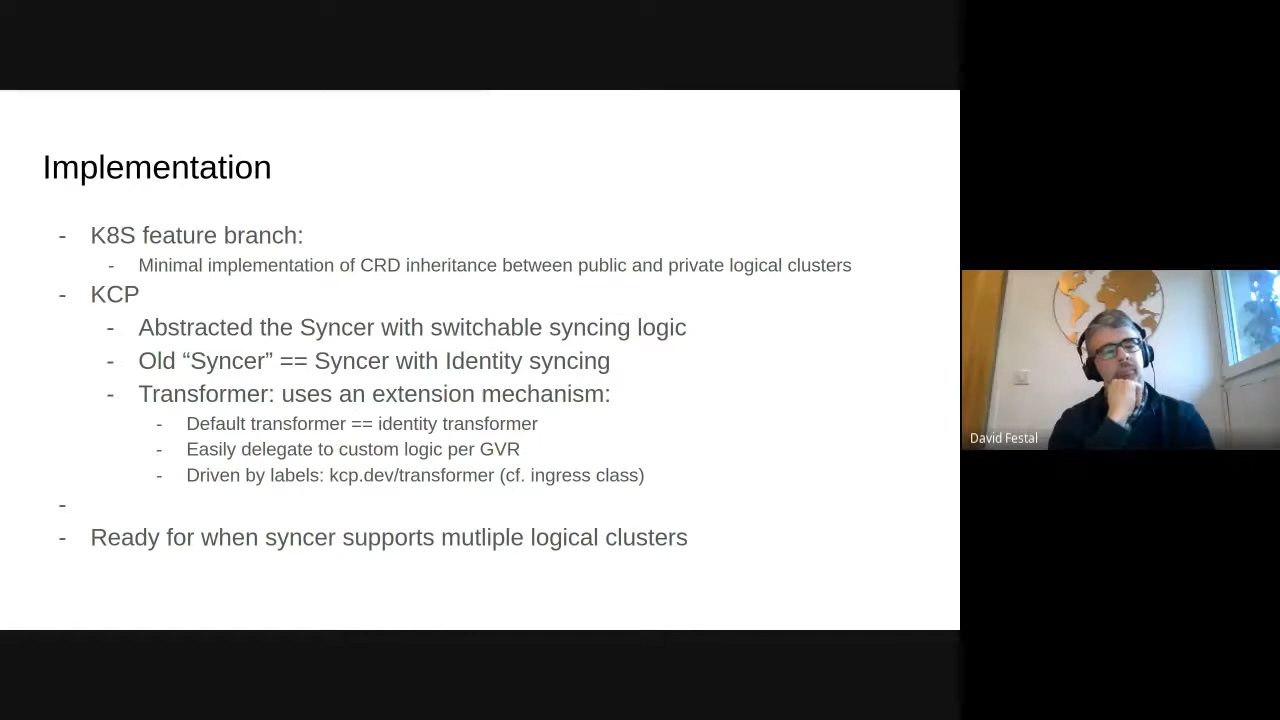 Implementation
- K8S feature branch:
- Minimal implementation of CRD inheritance between public and private logical clusters
- KCP
- Abstracted the Syncer with switchable syncing logic
- Old “Syncer” == Syncer with Identity syncing
- Transformer: uses an extension mechanism:
- Default transformer == identity transformer
- Easily delegate to custom logic per GVR
- Driven by labels: kcp.dev/transformer (cf. ingress class)
-
- Ready for when syncer supports mutliple logical clusters
David Festal